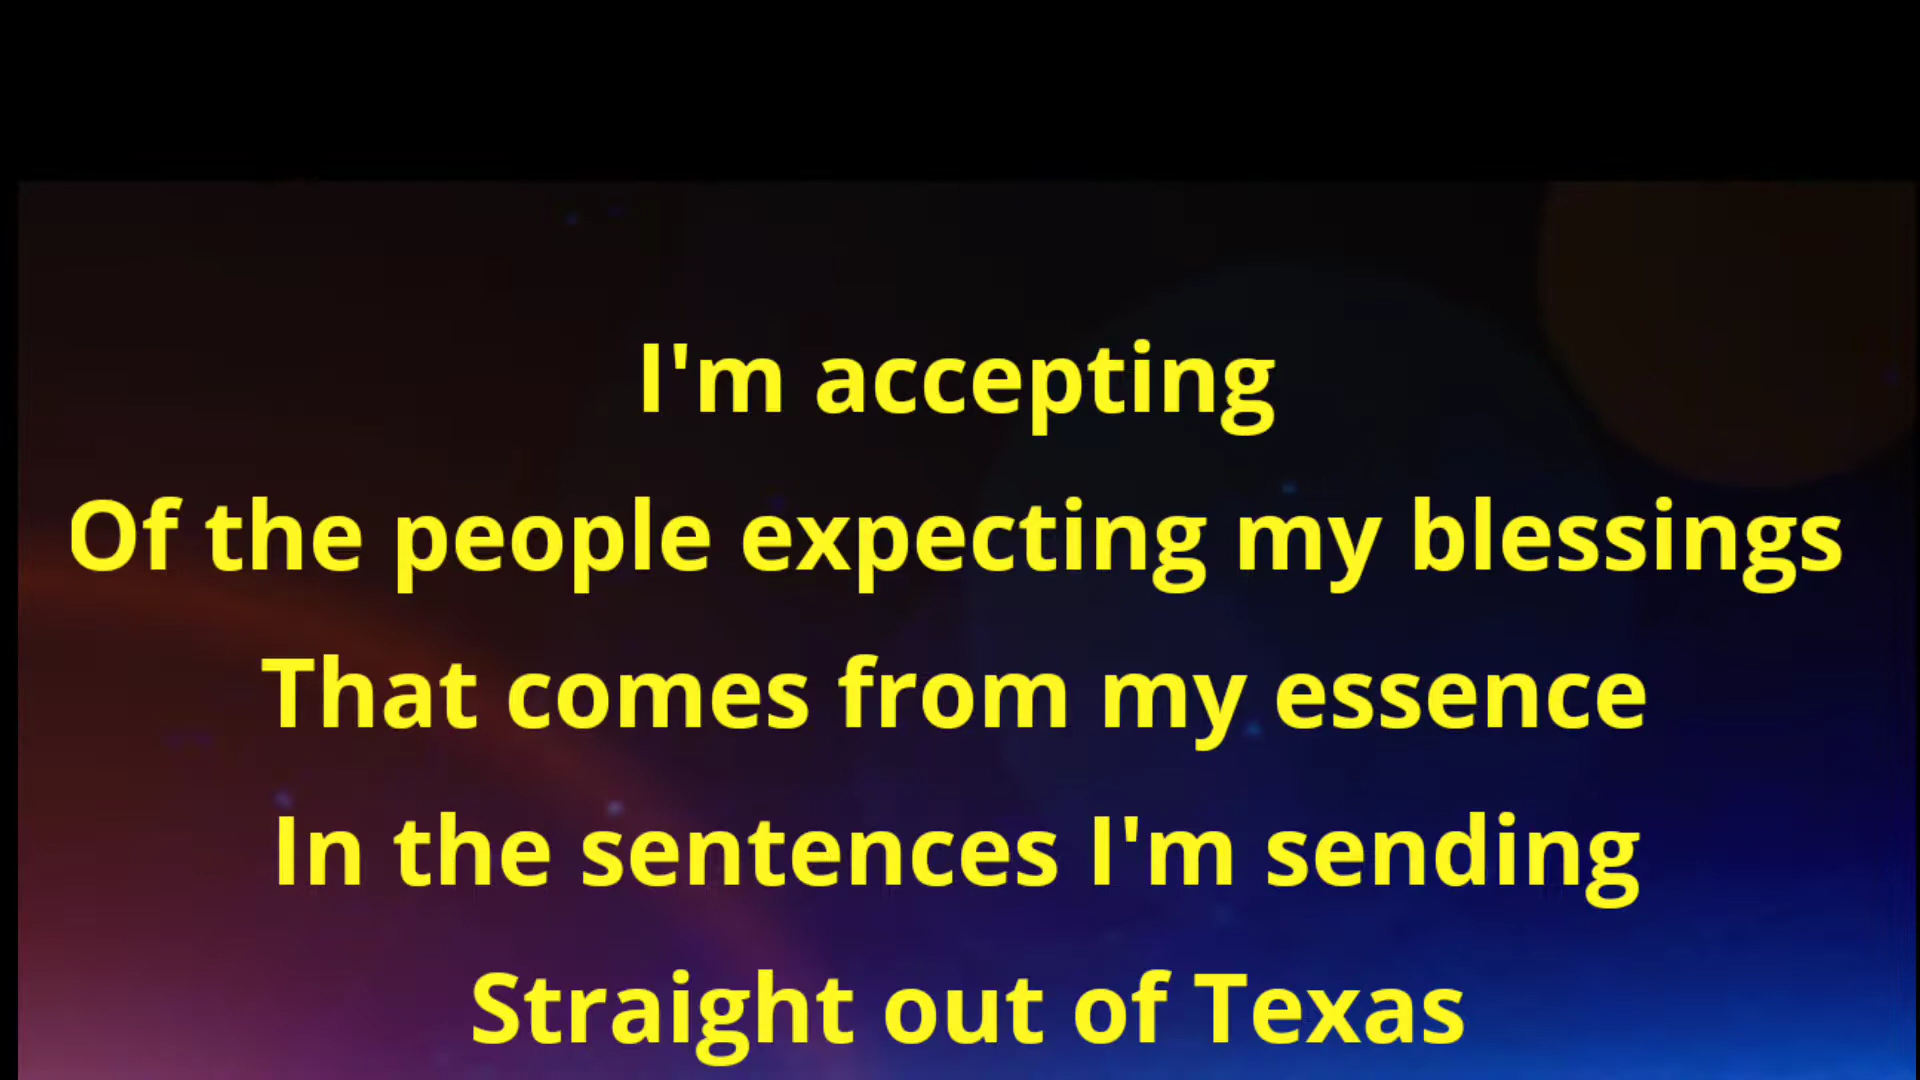 I'm accepting
Of the people expecting my blessings
That comes from my essence
In the sentences I'm sending
Straight out of Texas